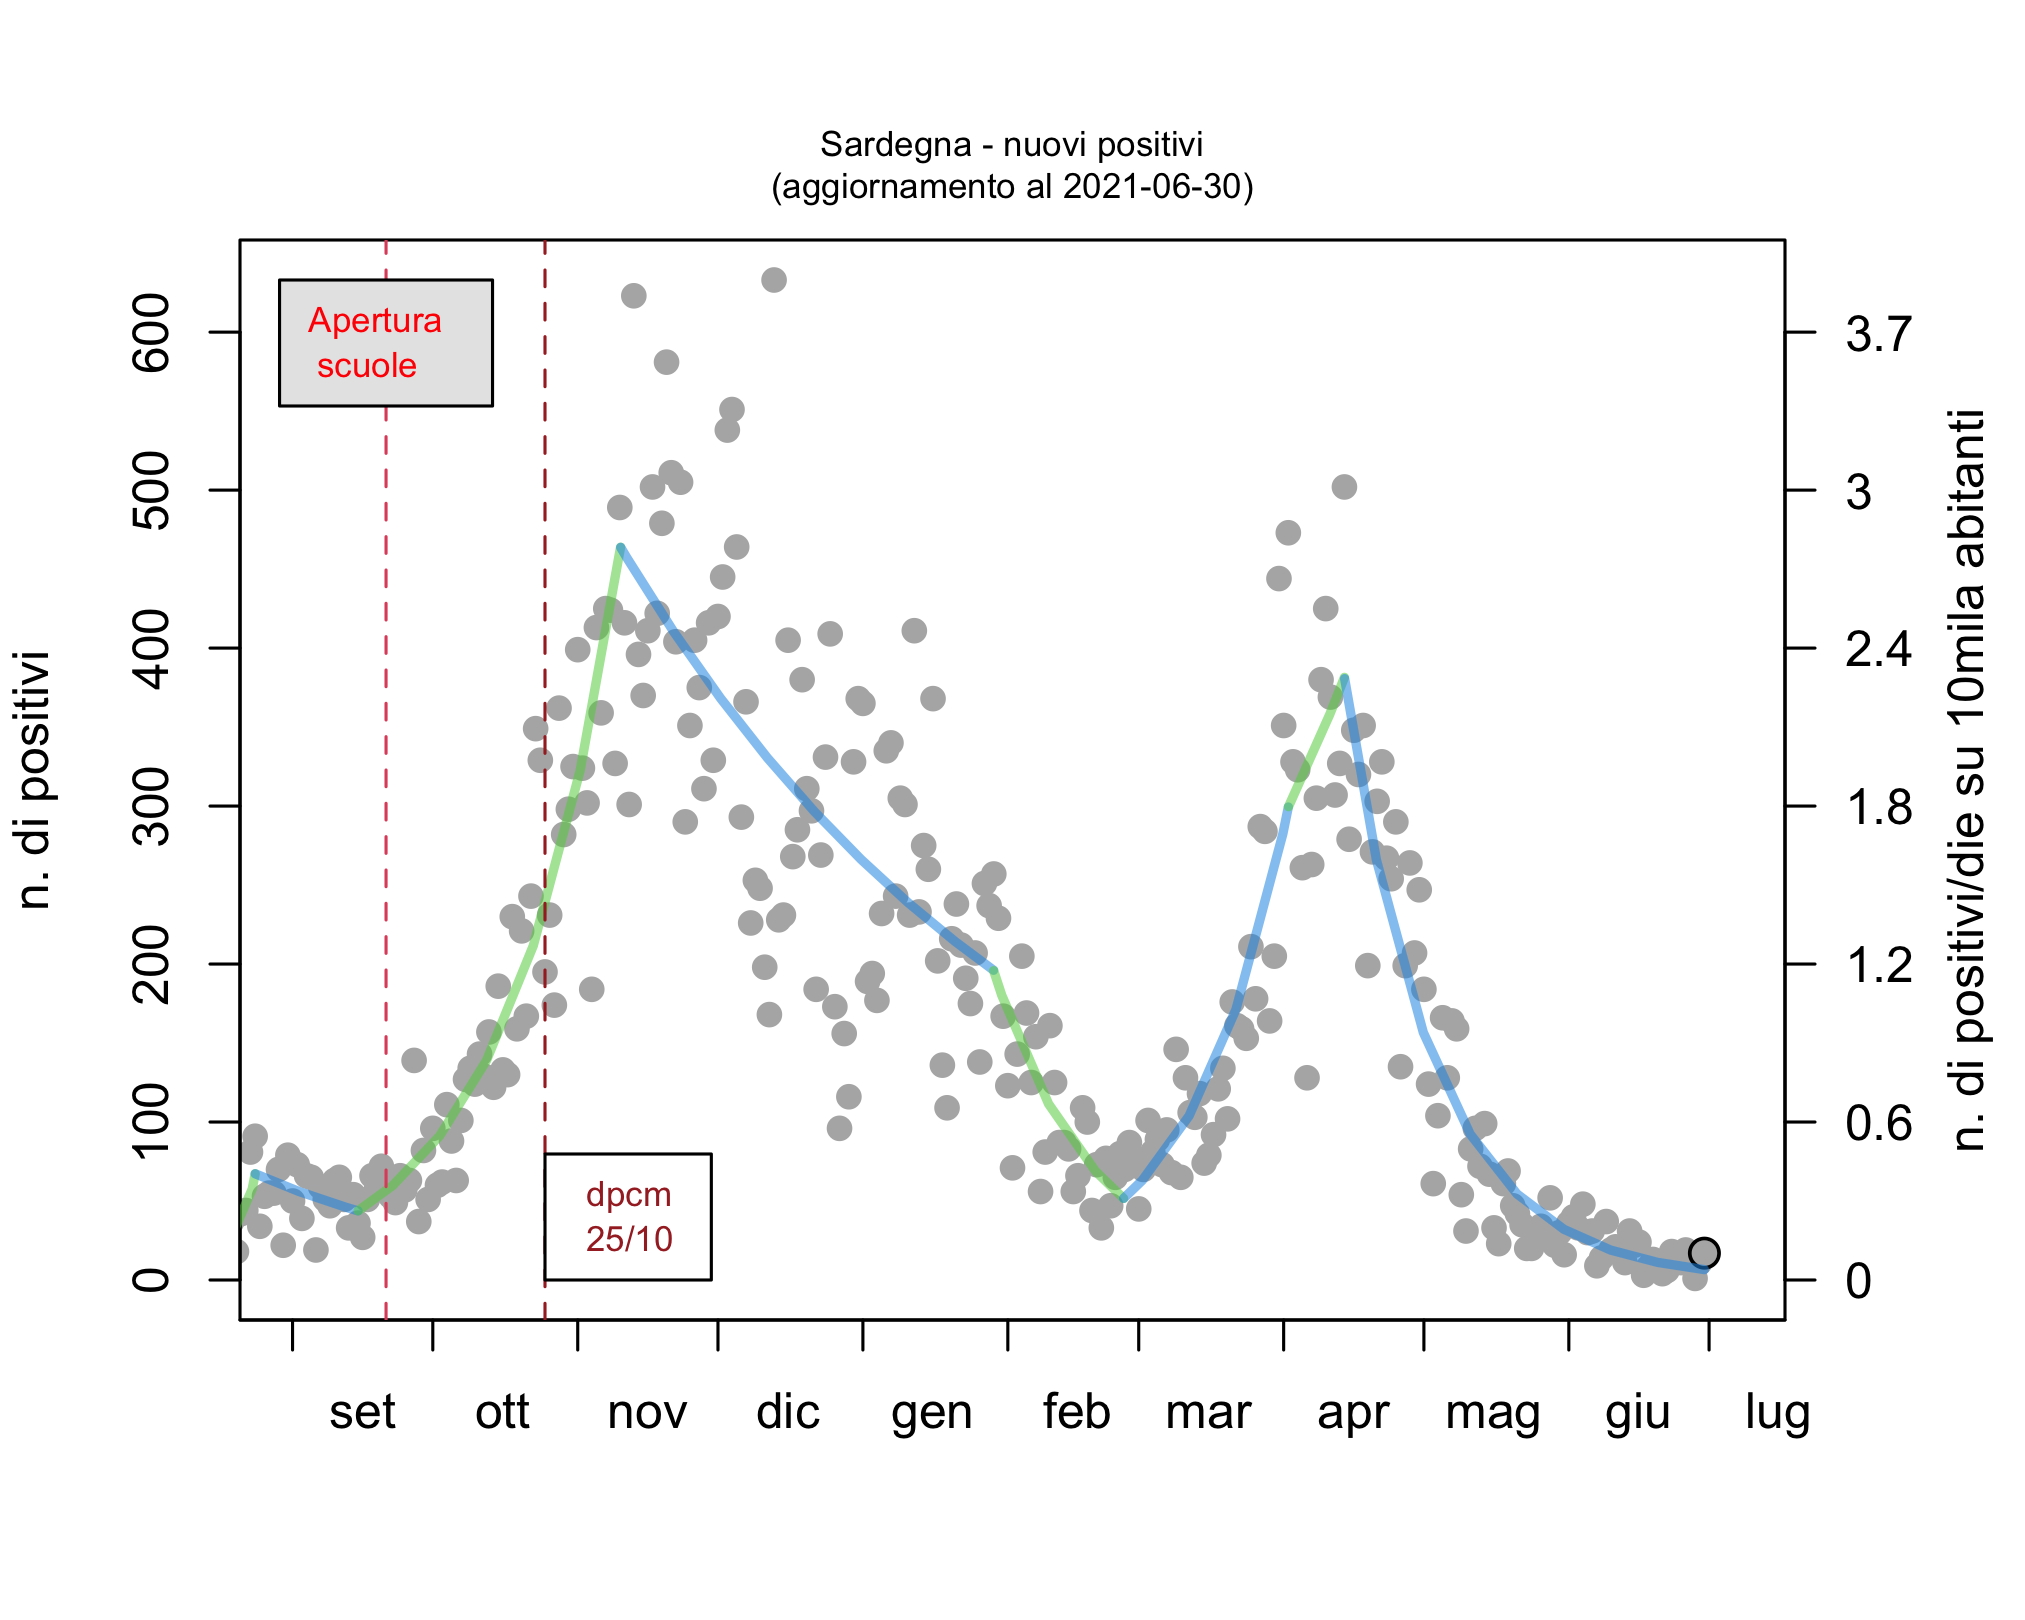 Sardegna - nuovi positivi
(aggiornamento al 2021-06-30)
Apertura
scuole
dpcm
25/10
n. di positivi
0
100
200
300
400
500
600
n. di positivi/die su 10mila abitanti
3.7
3
2.4
1.8
1.2
0.6
0
set
ott
nov
dic
gen
feb
mar
apr
mag
giu
lug